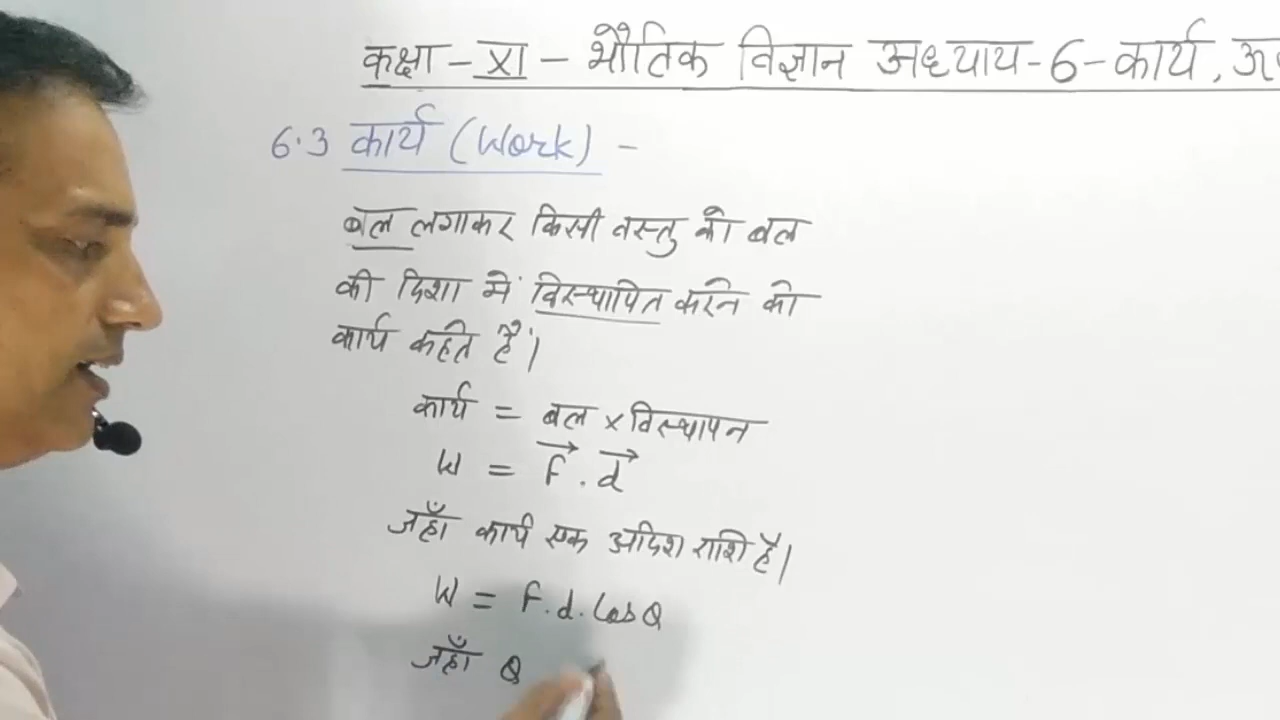 कक्षा - XI - भौतिक विज्ञान अध्याय - 6 - कार्य,
6.3 कार्य (Work) -
बल लगाकर किसी वस्तु को बल
की दिशा में विस्थापित करने को
कार्य कहते हैं।
कार्य = बल × विस्थापन
W = F⃗ . d⃗
जहाँ कार्य एक अदिश राशि है।
W = F.d.Cosθ
जहाँ θ